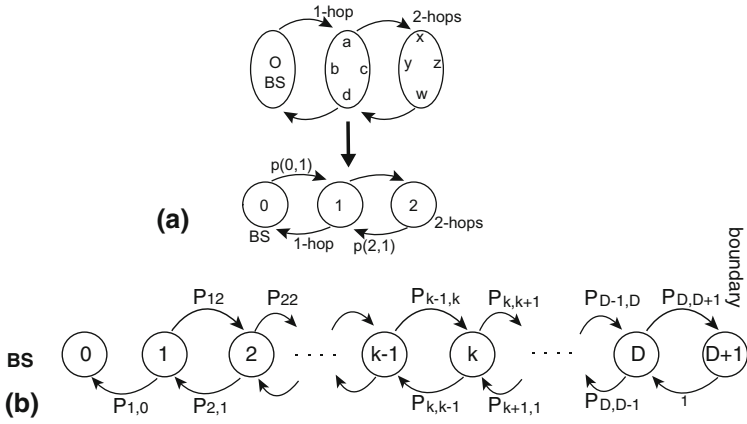 1-hop 2-hops
a x
O b c y z
BS
d w
p(0,1)
0 1 2
(a) 2-hops
BS 1-hop p(2,1)
boundary
P12 P22 Pk-1,k Pk,k+1 PD-1,D PD,D+1
BS 0 1 2 .... k-1 k .... D D+1
(b) P1,0 P2,1 Pk,k-1 Pk+1,1 PD,D-1 1